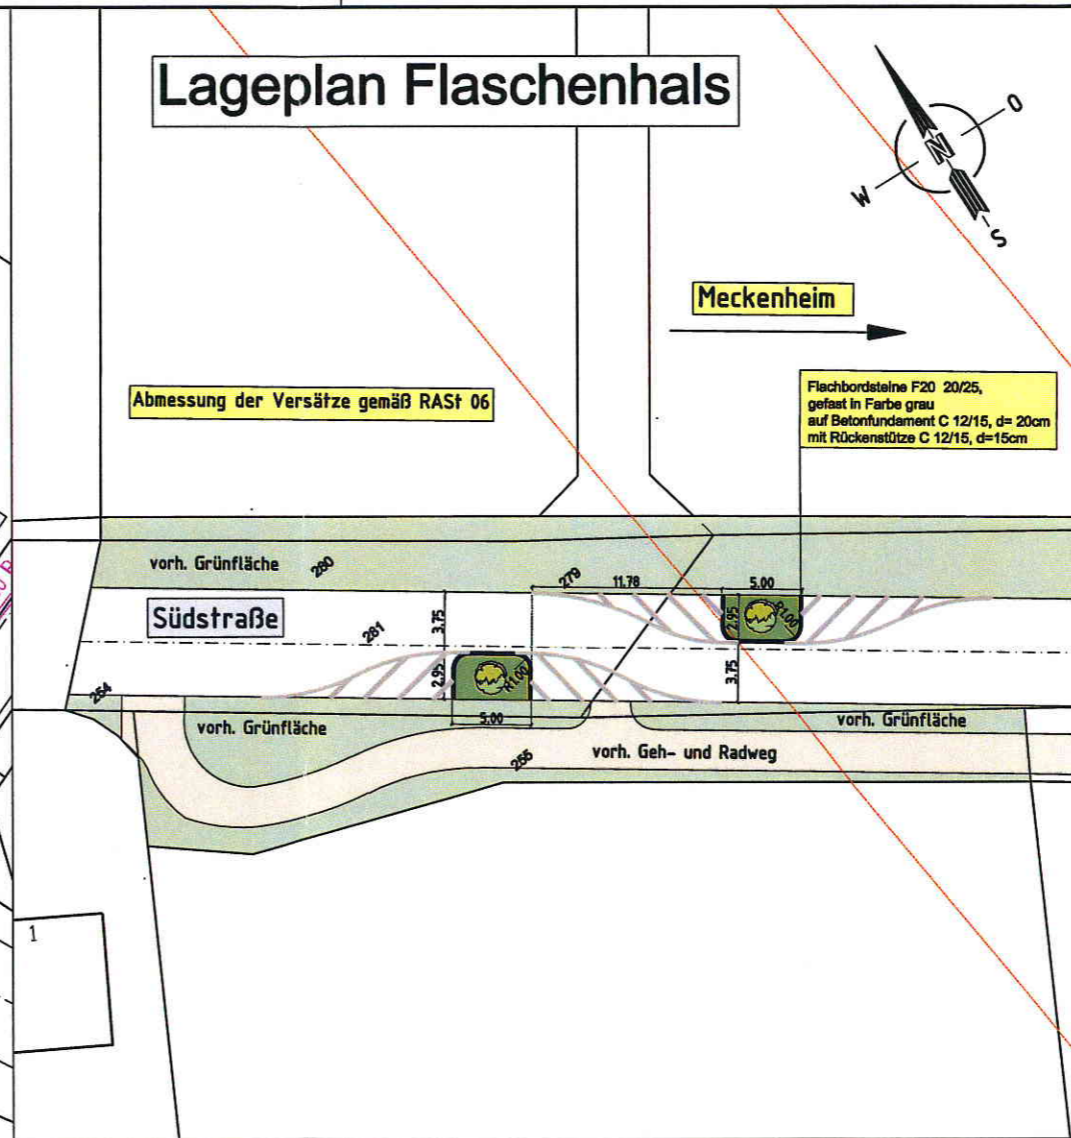 Lageplan Flaschenhals
O
N
W
S
Meckenheim
Abmessung der Versätze gemäß RASt 06
Flachbordsteine F20 20/25,
gefast in Farbe grau
auf Betonfundament C 12/15, d= 20cm
mit Rückenstütze C 12/15, d=15cm
vorh. Grünfläche
280
279
11.78
5.00
Südstraße
281
3.75
2.95
R1.00
2.95
R1.00
3.75
264
5.00
vorh. Grünfläche
vorh. Grünfläche
255
vorh. Geh- und Radweg
1